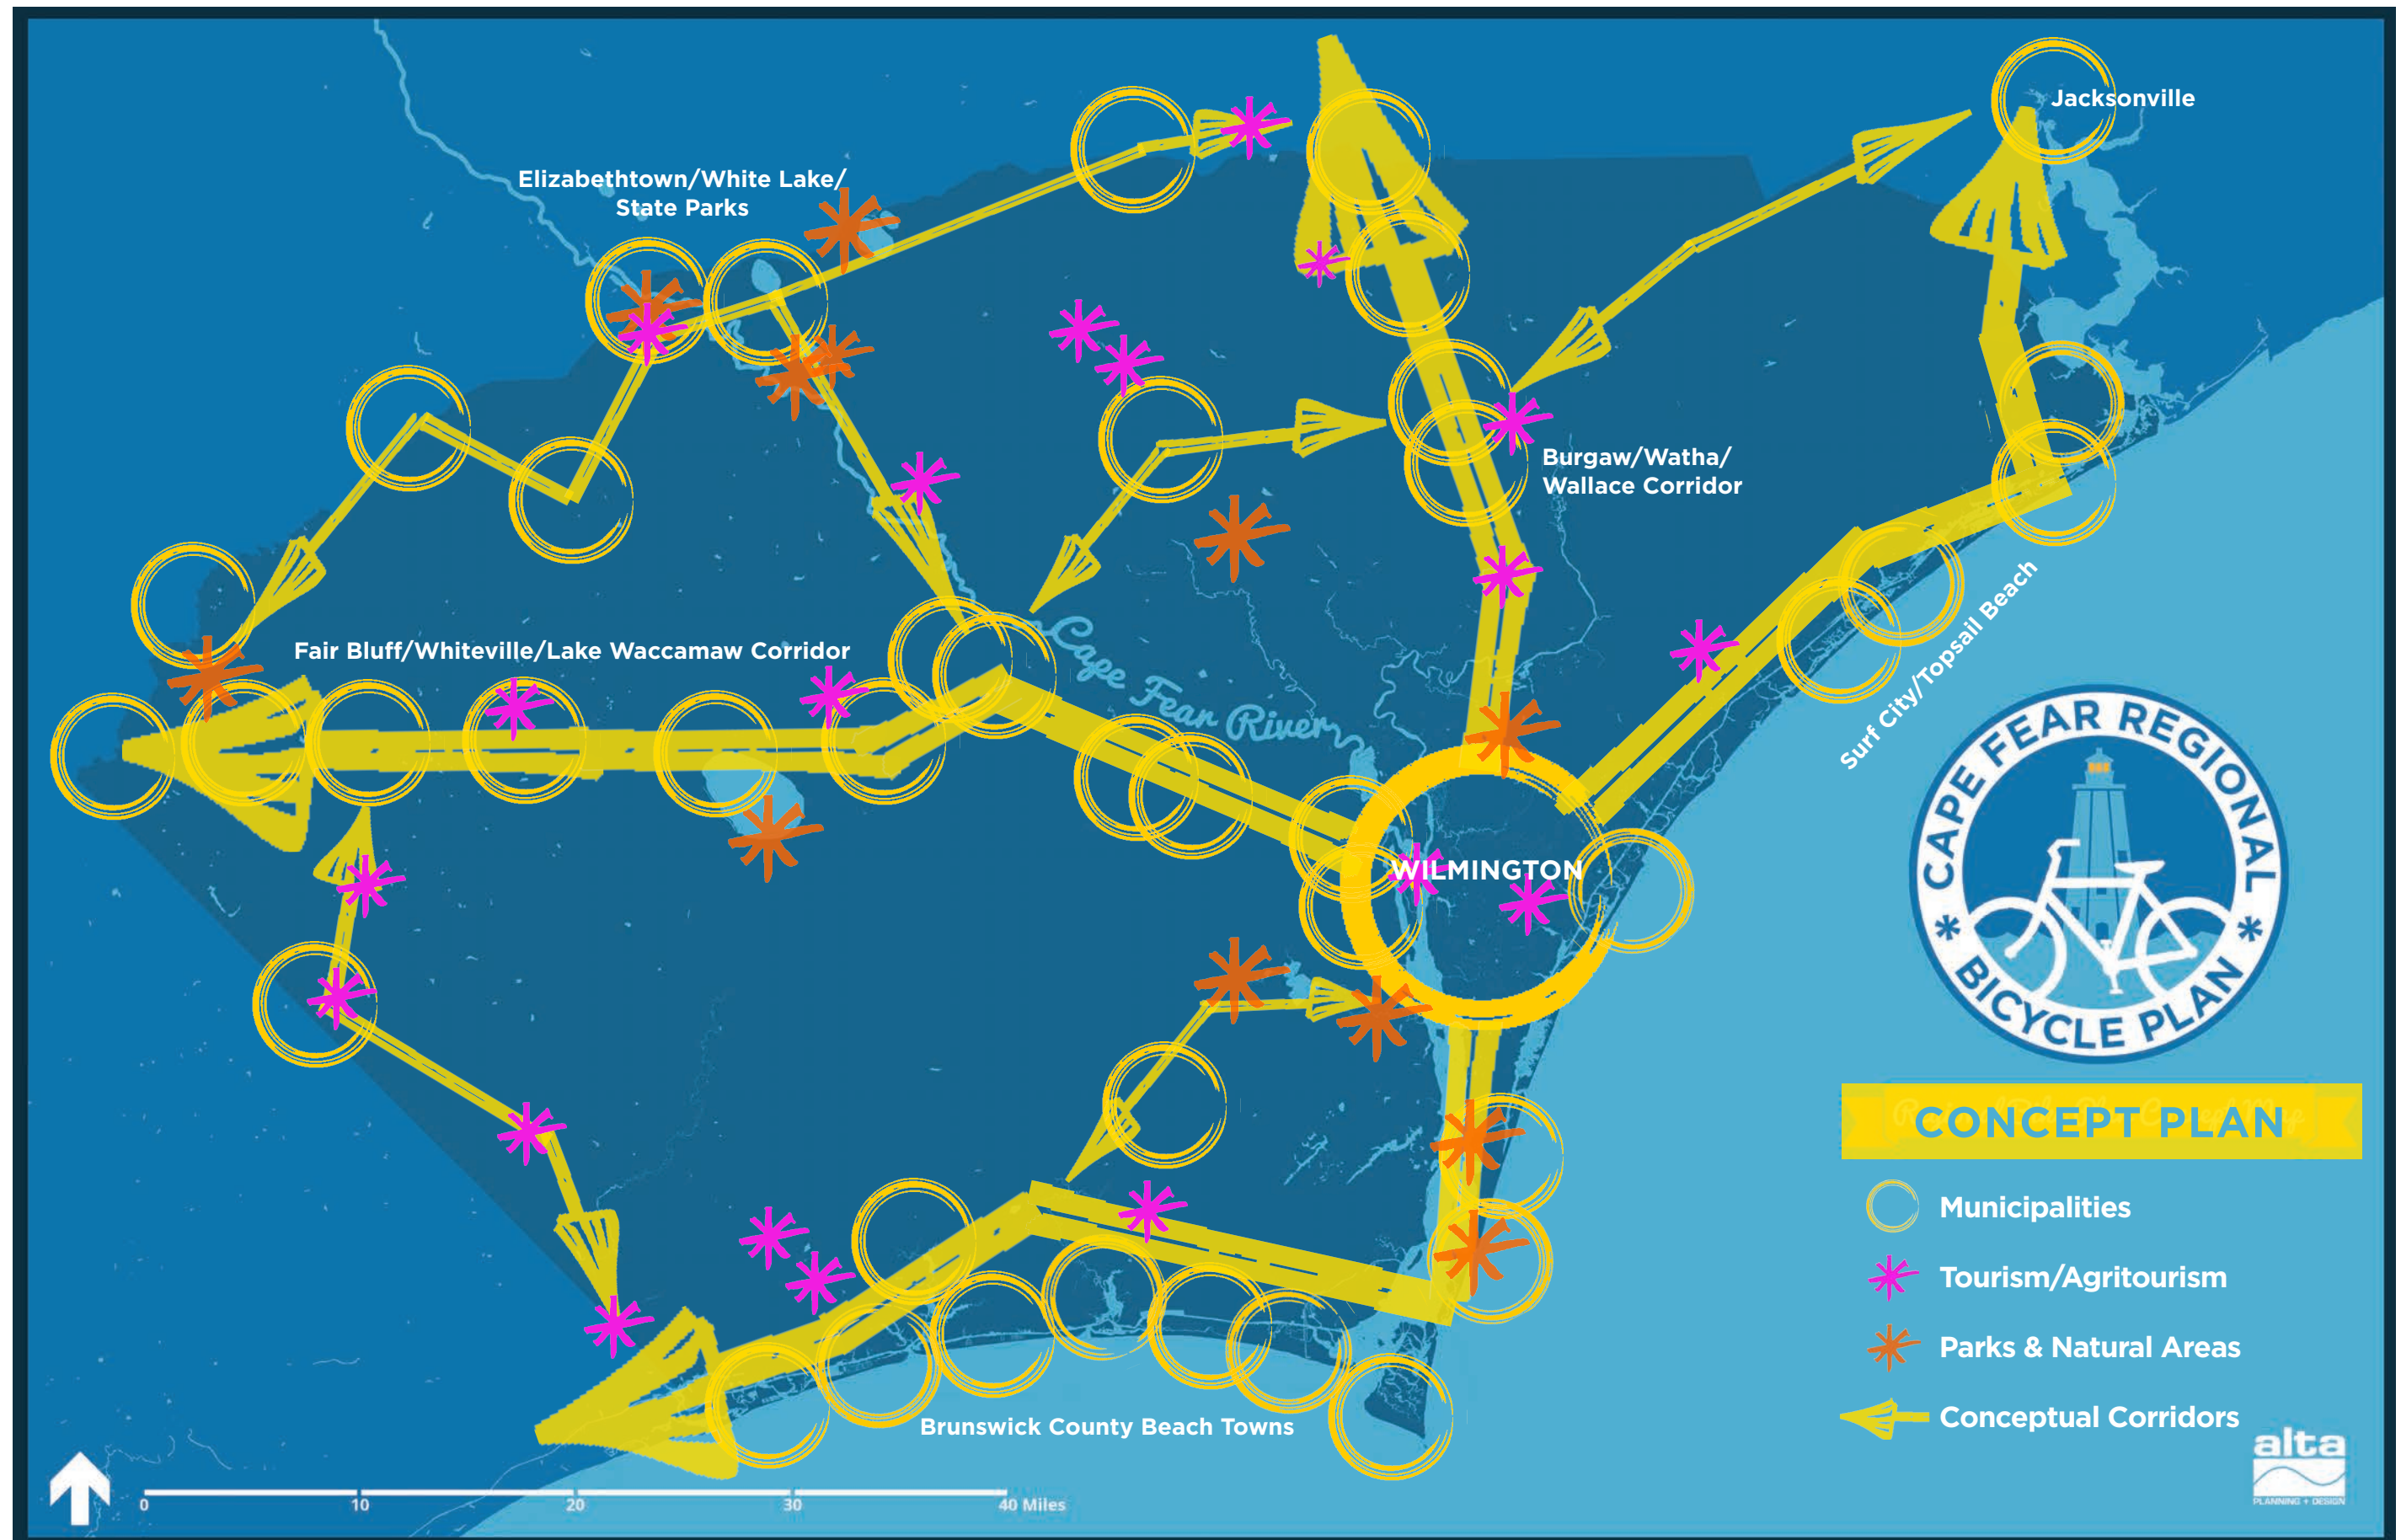 Jacksonville
Elizabethtown/White Lake/
State Parks
Burgaw/Watha/
Wallace Corridor
Surf City/Topsail Beach
Fair Bluff/Whiteville/Lake Waccamaw Corridor
Cape Fear River
WILMINGTON
CAPE FEAR REGIONAL
* BICYCLE PLAN *
CONCEPT PLAN
Municipalities
Tourism/Agritourism
Parks & Natural Areas
Conceptual Corridors
Brunswick County Beach Towns
0 10 20 30 40 Miles
alta
PLANNING + DESIGN